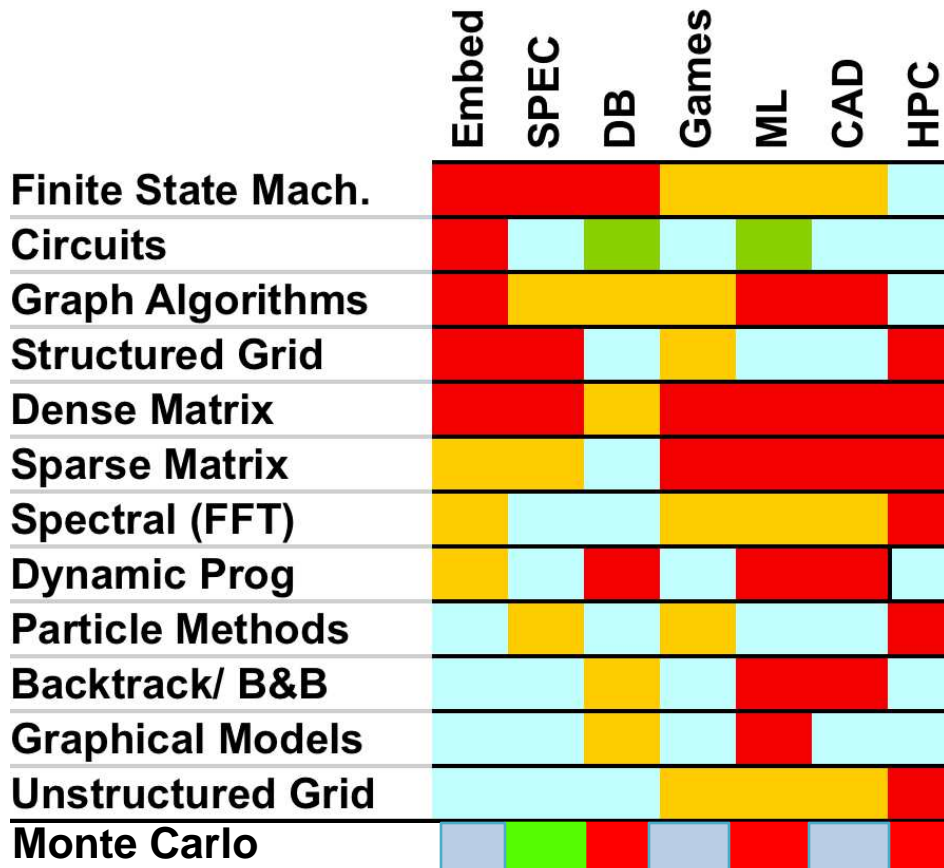 Embed SPEC DB Games ML CAD HPC
Finite State Mach.
Circuits
Graph Algorithms
Structured Grid
Dense Matrix
Sparse Matrix
Spectral (FFT)
Dynamic Prog
Particle Methods
Backtrack/ B&B
Graphical Models
Unstructured Grid
Monte Carlo